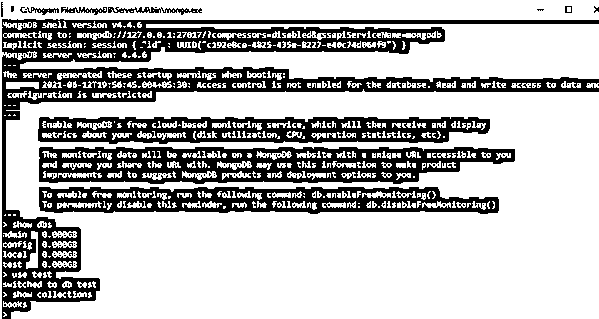 C:\Program Files\MongoDB\Server\4.4\bin\mongo.exe
MongoDB shell version v4.4.6
connecting to: mongodb://127.0.0.1:27017/?compressors=disabled&gssapiServiceName=mongodb
Implicit session: session { "id" : UUID("c192e8ca-4825-435e-8227-e40c74d064f9") }
MongoDB server version: 4.4.6
---
The server generated these startup warnings when booting:
2021-06-12T19:56:45.004+05:30: Access control is not enabled for the database. Read and write access to data and
configuration is unrestricted
---
---
Enable MongoDB's free cloud-based monitoring service, which will then receive and display
metrics about your deployment (disk utilization, CPU, operation statistics, etc).
The monitoring data will be available on a MongoDB website with a unique URL accessible to you
and anyone you share the URL with. MongoDB may use this information to make product
improvements and to suggest MongoDB products and deployment options to you.
To enable free monitoring, run the following command: db.enableFreeMonitoring()
To permanently disable this reminder, run the following command: db.disableFreeMonitoring()
---
> show dbs
admin 0.000GB
config 0.000GB
local 0.000GB
test 0.000GB
> use test
switched to db test
> show collections
books
>